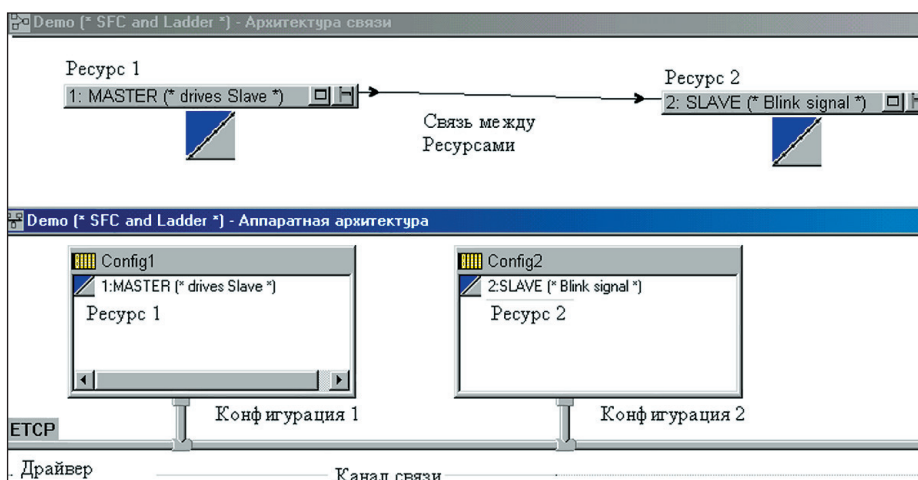 Demo (* SFC and Ladder *) - Архитектура связи
Ресурс 1
1: MASTER (* drives Slave *)
Ресурс 2
2: SLAVE (* Blink signal *)
Связь между
Ресурсами
Demo (* SFC and Ladder *) - Аппаратная архитектура
Config1
1:MASTER (* drives Slave *)
Ресурс 1
Config2
2:SLAVE (* Blink signal *)
Ресурс 2
Конфигурация 1
Конфигурация 2
ETCP
Драйвер
Канал связи